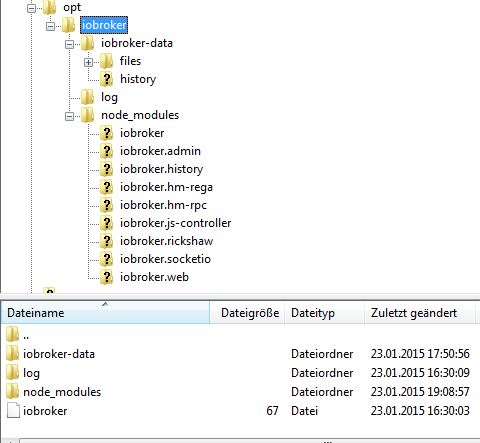 opt
iobroker
iobroker-data
files
history
log
node_modules
iobroker
iobroker.admin
iobroker.history
iobroker.hm-rega
iobroker.hm-rpc
iobroker.js-controller
iobroker.rickshaw
iobroker.socketio
iobroker.web
Dateiname Dateigröße Dateityp Zuletzt geändert
..
iobroker-data Dateiordner 23.01.2015 17:50:56
log Dateiordner 23.01.2015 16:30:09
node_modules Dateiordner 23.01.2015 19:08:57
iobroker 67 Datei 23.01.2015 16:30:03